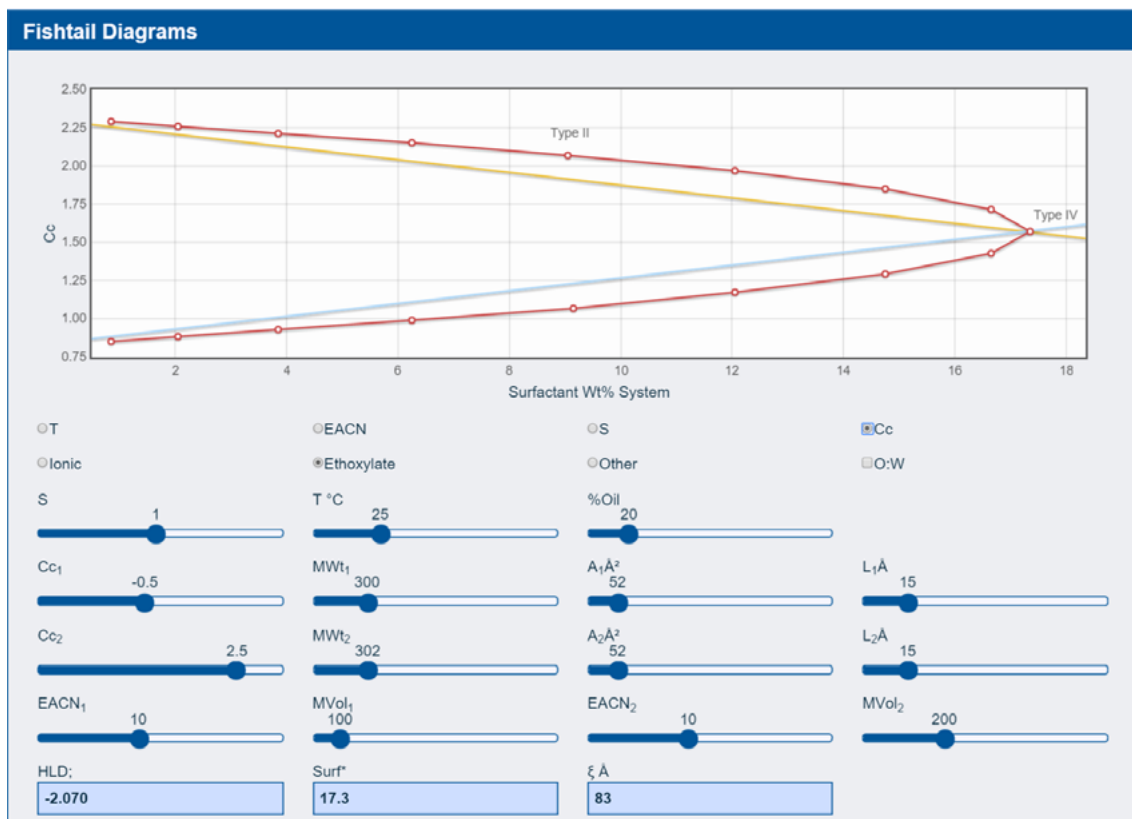 Fishtail Diagrams
2.50
2.25
2.00
1.75
1.50
1.25
1.00
0.75
Cc
Type II
Type IV
2 4 6 8 10 12 14 16 18
Surfactant Wt% System
T EACN S Cc
Ionic Ethoxylate Other O:W
S T °C %Oil
1 25 20
Cc₁ MWt₁ A₁Å² L₁Å
-0.5 300 52 15
Cc₂ MWt₂ A₂Å² L₂Å
2.5 302 52 15
EACN₁ MVol₁ EACN₂ MVol₂
10 100 10 200
HLD; Surf* ξ Å
-2.070 17.3 83